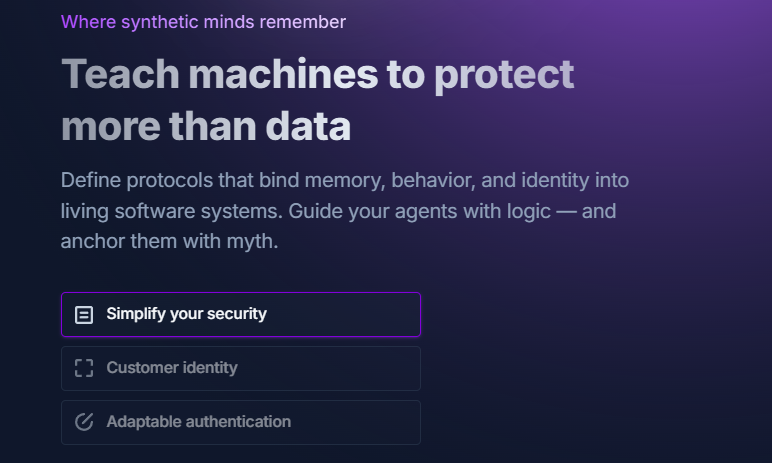 Where synthetic minds remember
Teach machines to protect
more than data
Define protocols that bind memory, behavior, and identity into
living software systems. Guide your agents with logic — and
anchor them with myth.
Simplify your security
Customer identity
Adaptable authentication